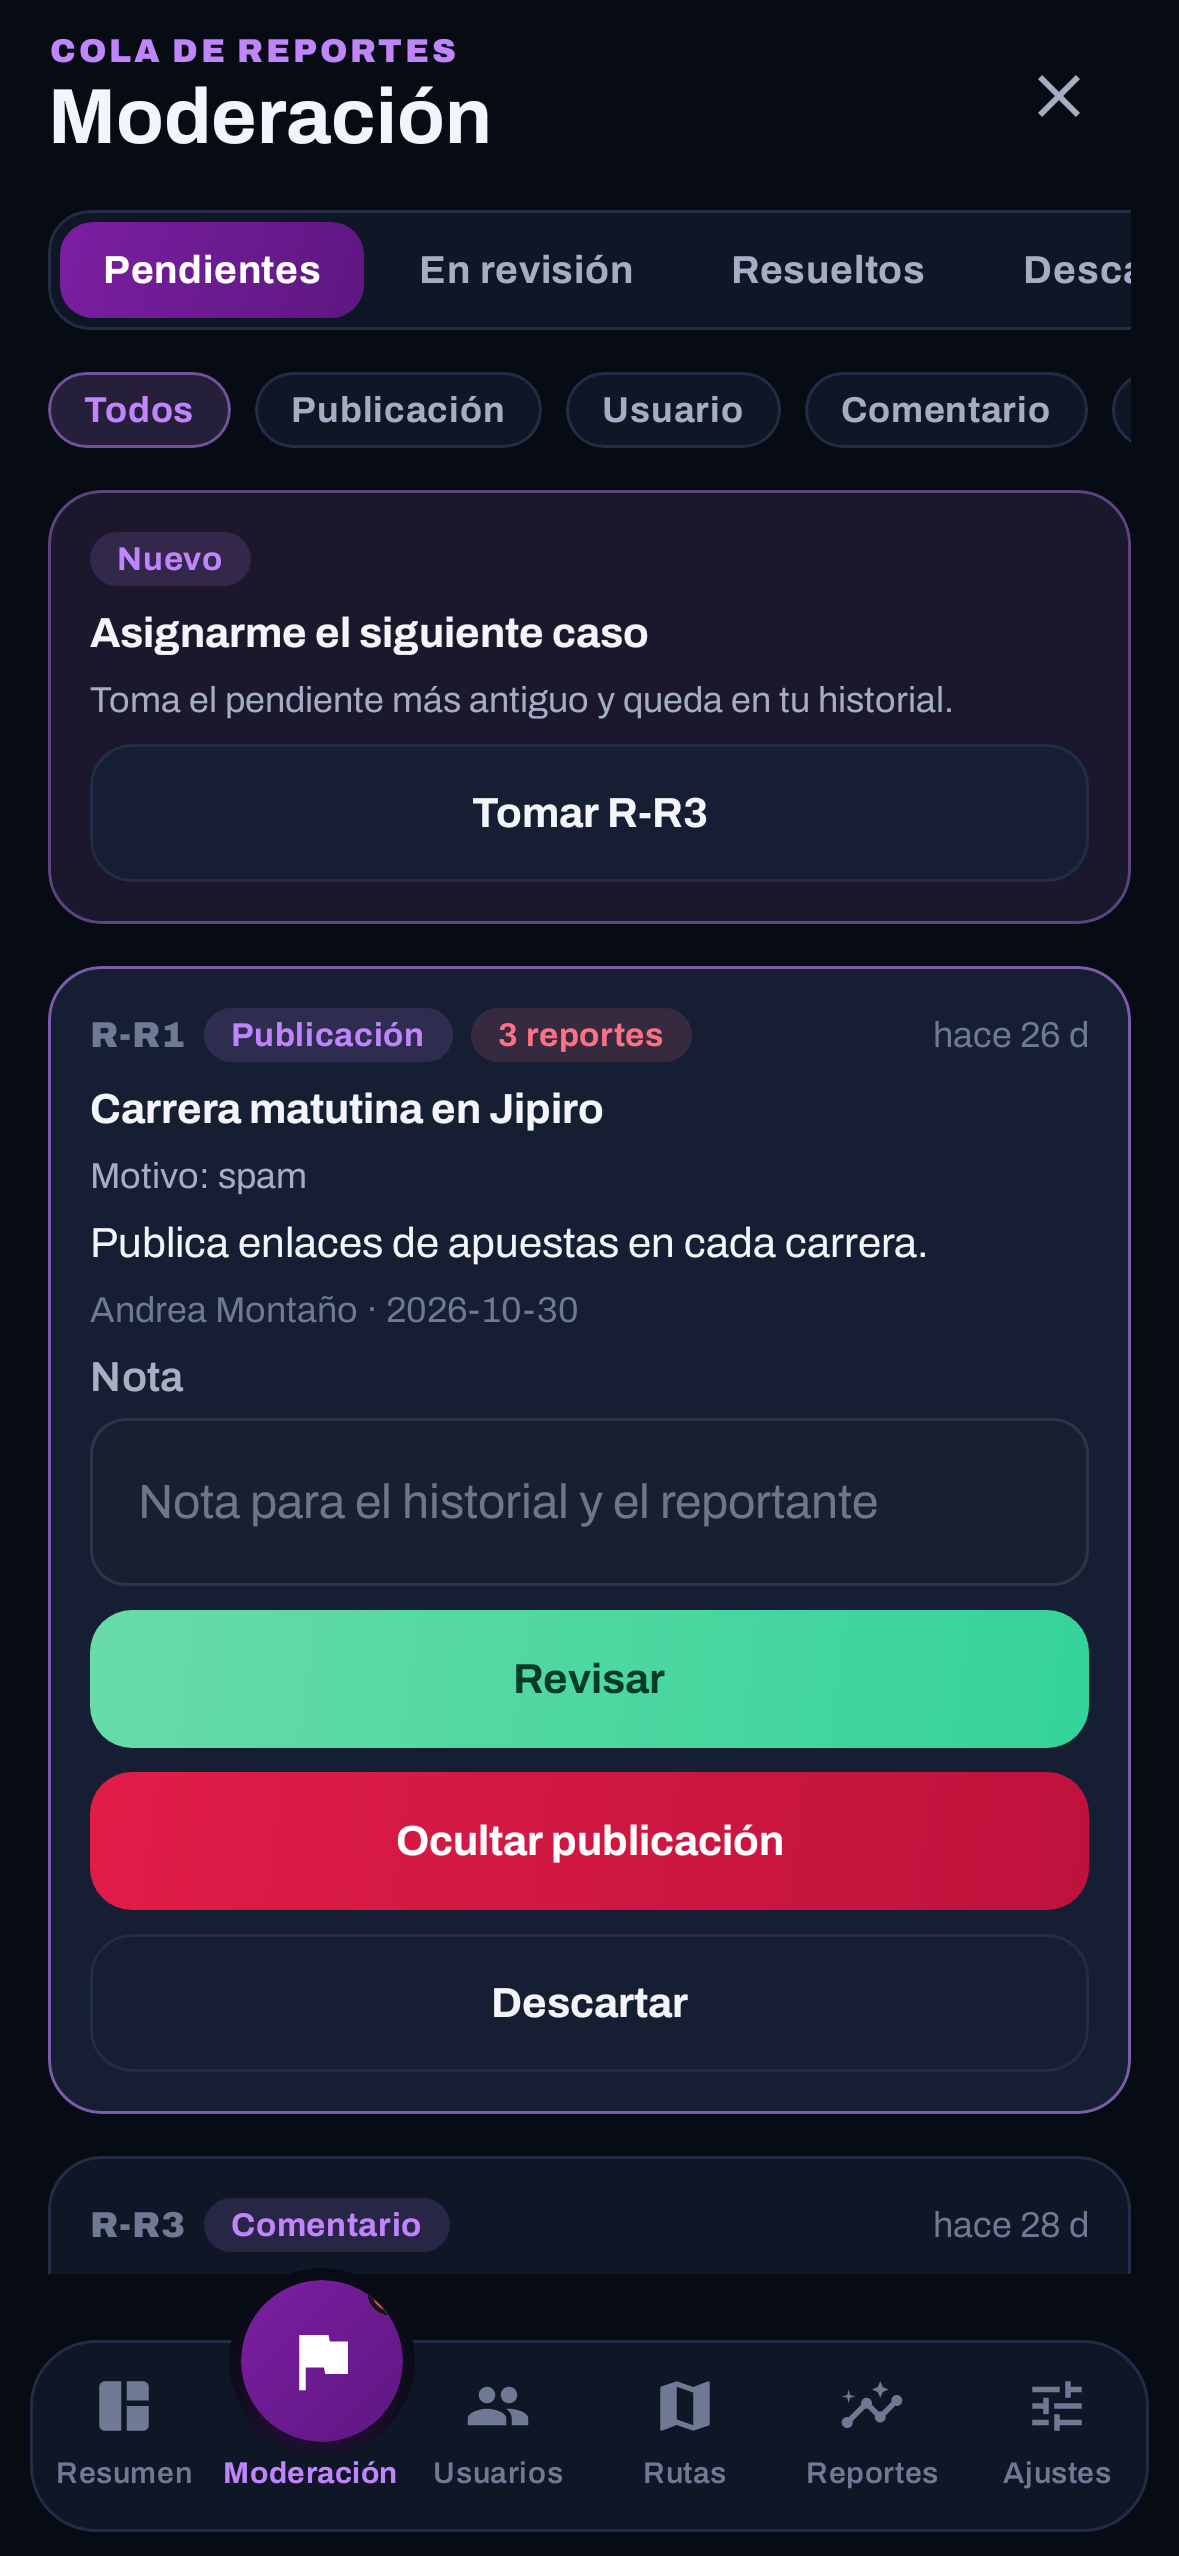 COLA DE REPORTES
Moderación
Pendientes En revisión Resueltos Desca
Todos Publicación Usuario Comentario
Nuevo
Asignarme el siguiente caso
Toma el pendiente más antiguo y queda en tu historial.
Tomar R-R3
R-R1 Publicación 3 reportes hace 26 d
Carrera matutina en Jipiro
Motivo: spam
Publica enlaces de apuestas en cada carrera.
Andrea Montaño · 2026-10-30
Nota
Nota para el historial y el reportante
Revisar
Ocultar publicación
Descartar
R-R3 Comentario hace 28 d
Resumen Moderación Usuarios Rutas Reportes Ajustes